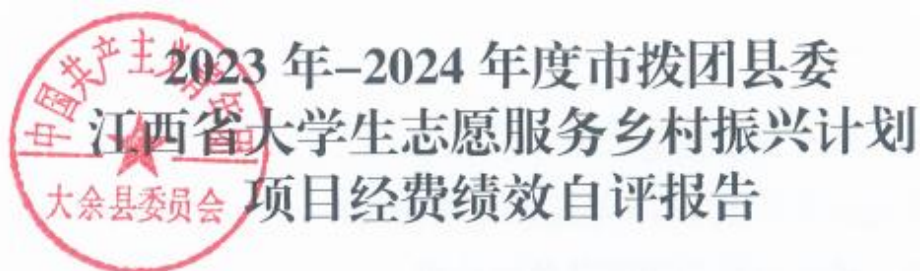 2023 年–2024 年度市拨团县委
江西省大学生志愿服务乡村振兴计划
项目经费绩效自评报告
中国共产主义青年团
大余县委员会